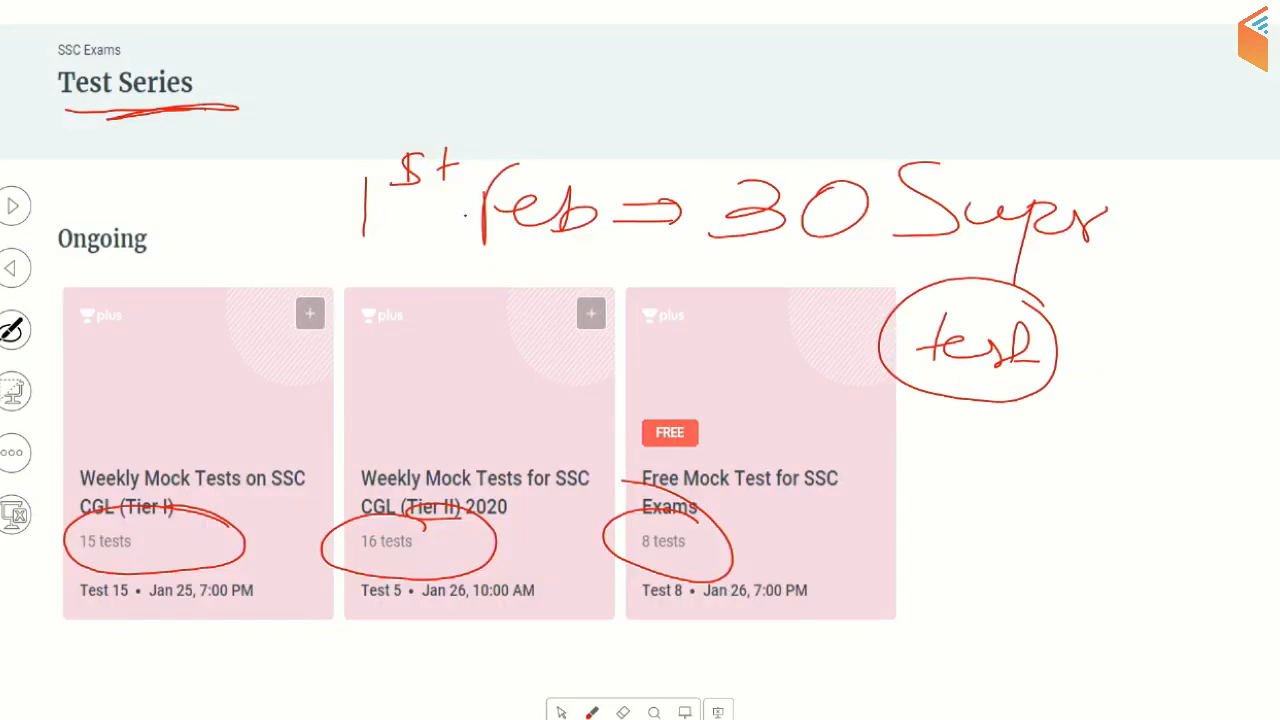 SSC Exams
Test Series
1st Feb ⇒ 30 Supr
test
Ongoing
plus
plus
plus
FREE
Weekly Mock Tests on SSC
CGL (Tier I)
15 tests
Test 15 • Jan 25, 7:00 PM
Weekly Mock Tests for SSC
CGL (Tier II) 2020
16 tests
Test 5 • Jan 26, 10:00 AM
Free Mock Test for SSC
Exams
8 tests
Test 8 • Jan 26, 7:00 PM